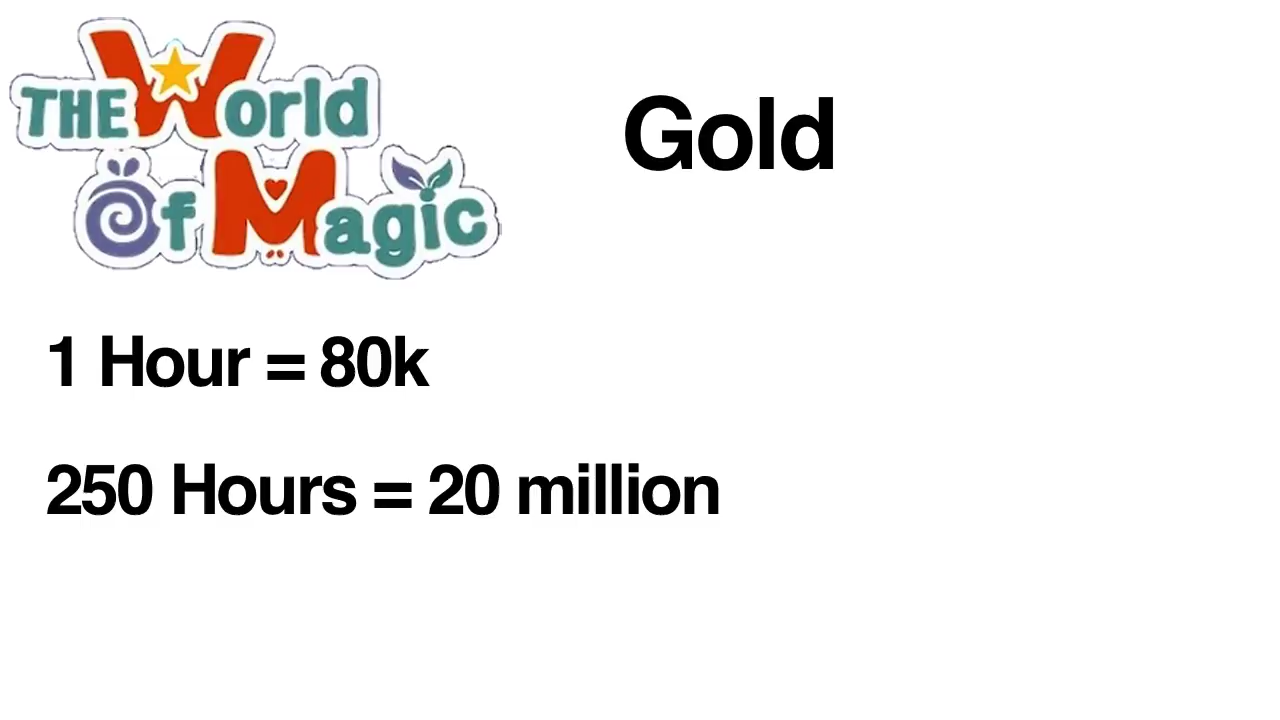 THE World
Of Magic
Gold
1 Hour = 80k
250 Hours = 20 million